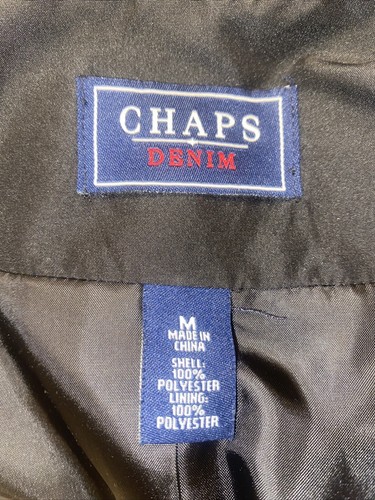 CHAPS
DENIM
M
MADE IN
CHINA
SHELL:
100%
POLYESTER
LINING:
100%
POLYESTER